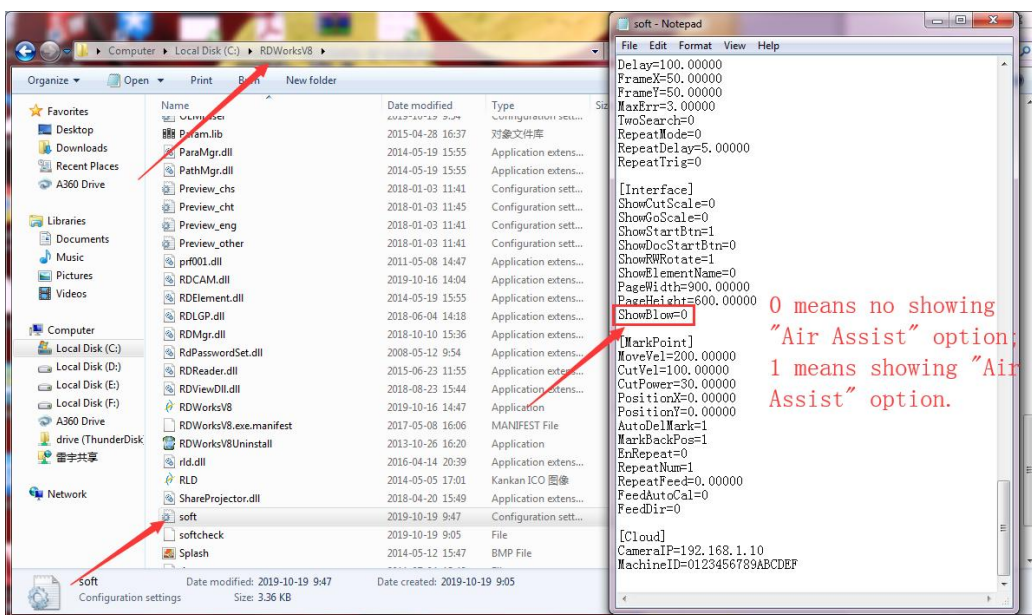 Computer ▸ Local Disk (C:) ▸ RDWorksV8 ▸
Organize Open Print Burn New folder
Favorites
Desktop
Downloads
Recent Places
A360 Drive
Libraries
Documents
Music
Pictures
Videos
Computer
Local Disk (C:)
Local Disk (D:)
Local Disk (E:)
Local Disk (F:)
A360 Drive
drive (ThunderDisk
雷宇共享
Network
Name Date modified Type Siz
Param.lib 2015-04-28 16:37 对象文件库
ParaMgr.dll 2014-05-19 15:55 Application extens...
PathMgr.dll 2014-05-19 15:55 Application extens...
Preview_chs 2018-01-03 11:41 Configuration sett...
Preview_cht 2018-01-03 11:45 Configuration sett...
Preview_eng 2018-01-03 11:41 Configuration sett...
Preview_other 2018-01-03 11:41 Configuration sett...
prf001.dll 2011-05-08 14:47 Application extens...
RDCAM.dll 2019-10-16 14:04 Application extens...
RDElement.dll 2014-05-19 15:55 Application extens...
RDLGP.dll 2018-06-04 14:18 Application extens...
RDMgr.dll 2018-10-10 15:36 Application extens...
RdPasswordSet.dll 2008-05-12 9:54 Application extens...
RDReader.dll 2015-06-23 11:55 Application extens...
RDViewDll.dll 2018-08-23 15:44 Application extens...
RDWorksV8 2019-10-16 14:47 Application
RDWorksV8.exe.manifest 2017-05-08 16:06 MANIFEST File
RDWorksV8Uninstall 2013-10-26 16:20 Application
rld.dll 2016-04-14 20:39 Application extens...
RLD 2014-05-05 17:01 Kankan ICO 图像
ShareProjector.dll 2018-04-20 15:49 Application extens...
soft 2019-10-19 9:47 Configuration sett...
softcheck 2019-10-19 9:05 File
Splash 2014-05-12 15:47 BMP File
soft Date modified: 2019-10-19 9:47 Date created: 2019-10-19 9:05
Configuration settings Size: 3.36 KB
soft - Notepad
File Edit Format View Help
Delay=100.00000
FrameX=50.00000
FrameY=50.00000
MaxErr=3.00000
TwoSearch=0
RepeatMode=0
RepeatDelay=5.00000
RepeatTrig=0
[Interface]
ShowCutScale=0
ShowGoScale=0
ShowStartBtn=1
ShowDocStartBtn=0
ShowRWRotate=1
ShowElementName=0
PageWidth=900.00000
PageHeight=600.00000
ShowBlow=0
[MarkPoint]
MoveVel=200.00000
CutVel=100.00000
CutPower=30.00000
PositionX=0.00000
PositionY=0.00000
AutoDelMark=1
MarkBackPos=1
EnRepeat=0
RepeatNum=1
RepeatFeed=0.00000
FeedAutoCal=0
FeedDir=0
[Cloud]
CameraIP=192.168.1.10
MachineID=0123456789ABCDEF
0 means no showing
"Air Assist" option;
1 means showing "Air
Assist" option.